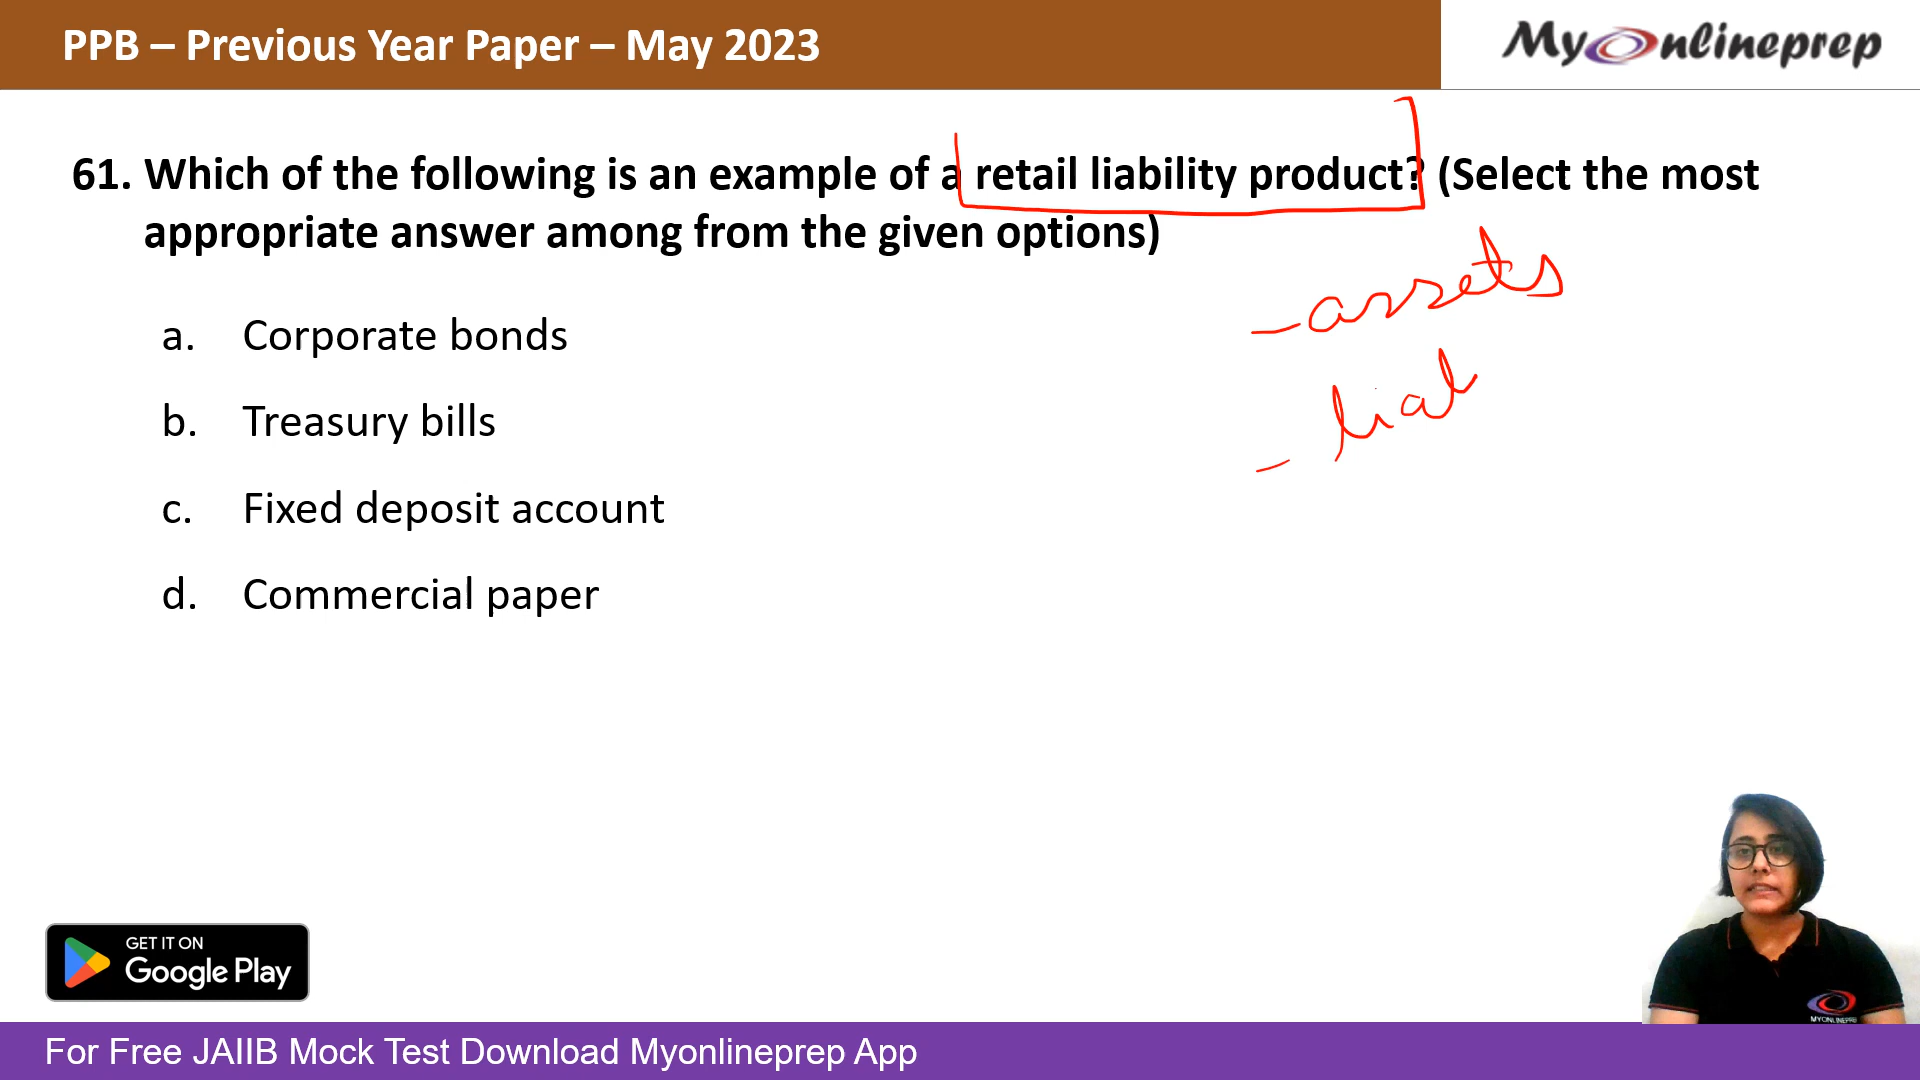 PPB – Previous Year Paper – May 2023
MyOnlineprep
61. Which of the following is an example of a retail liability product? (Select the most
appropriate answer among from the given options)
- assets
- liab
a. Corporate bonds
b. Treasury bills
c. Fixed deposit account
d. Commercial paper
GET IT ON
Google Play
MYONLINEPREP
For Free JAIIB Mock Test Download Myonlineprep App